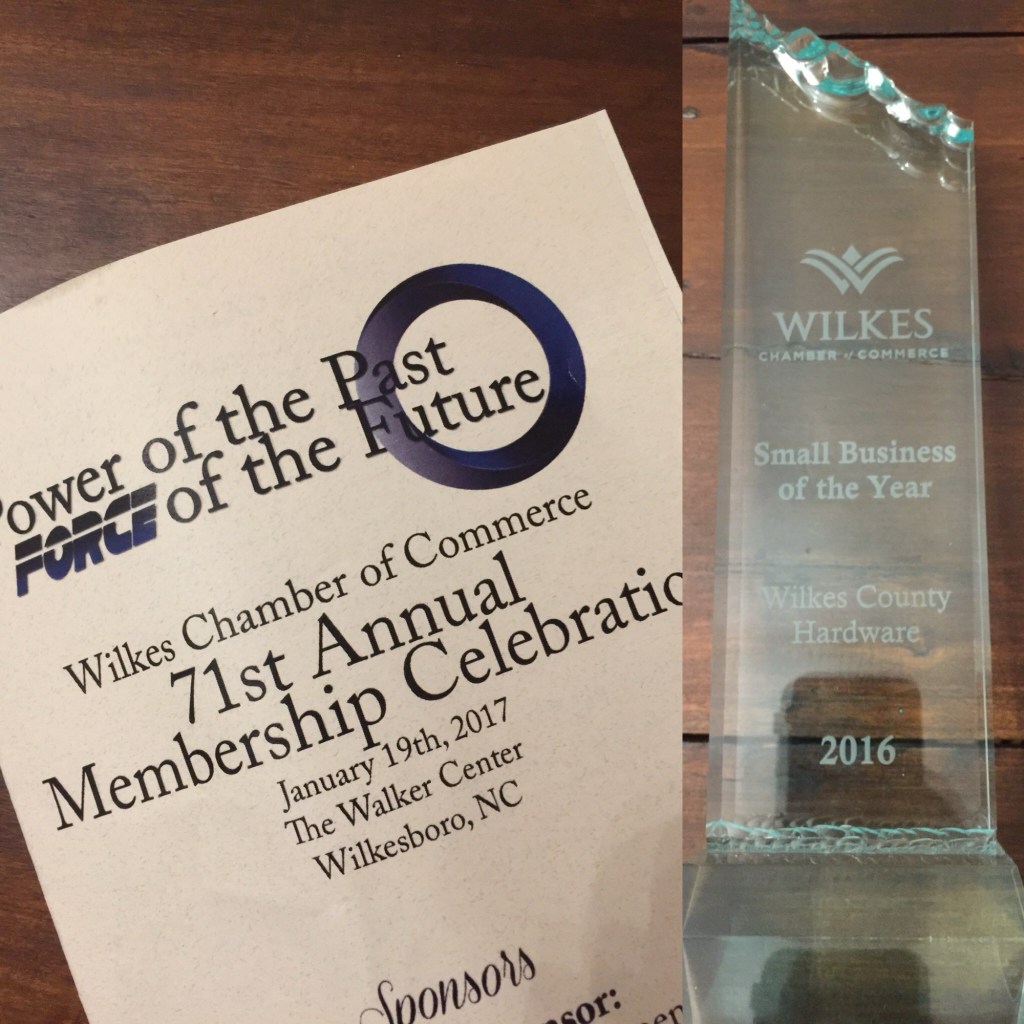 Power of the Past
FORCE of the Future
Wilkes Chamber of Commerce
71st Annual
Membership
January 19th, 2017
The Walker Center
Wilkesboro, NC
Sponsors
WILKES
CHAMBER of COMMERCE
Small Business
of the Year
Wilkes County
Hardware
2016